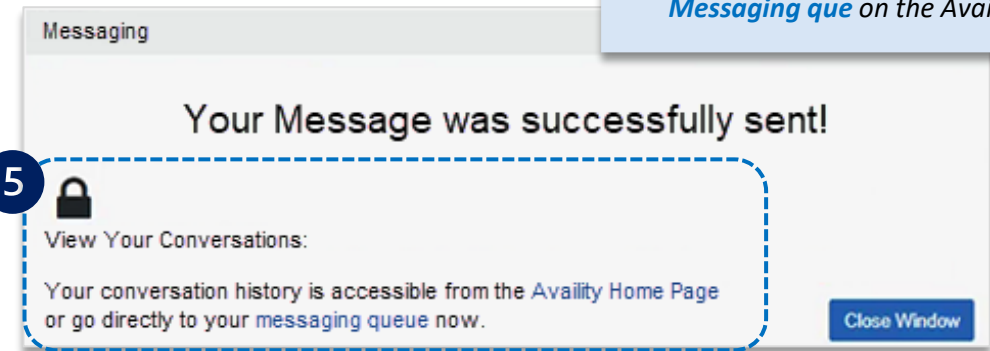 Messaging que on the Avai
Messaging
Your Message was successfully sent!
5
View Your Conversations:
Your conversation history is accessible from the Availity Home Page
or go directly to your messaging queue now.
Close Window